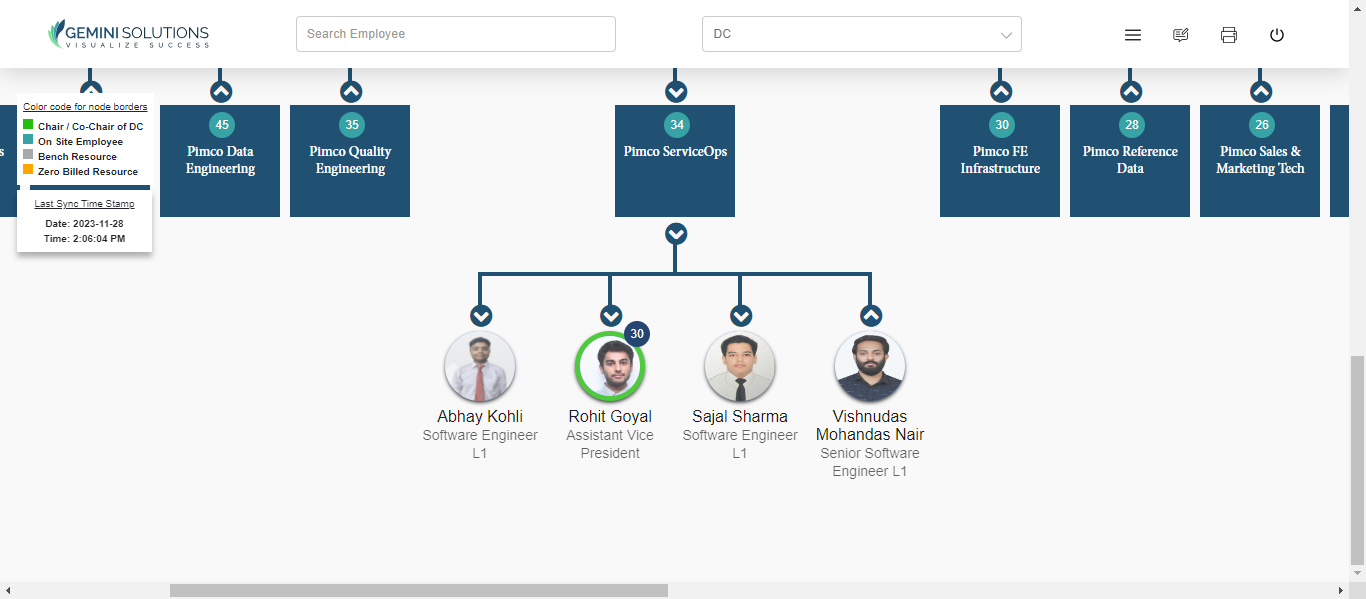 GEMINI SOLUTIONS
VISUALIZE SUCCESS
Search Employee
DC
Color code for node borders
Chair / Co-Chair of DC
On Site Employee
Bench Resource
Zero Billed Resource
Last Sync Time Stamp
Date: 2023-11-28
Time: 2:06:04 PM
s
45
Pimco Data
Engineering
35
Pimco Quality
Engineering
34
Pimco ServiceOps
30
Pimco FE
Infrastructure
28
Pimco Reference
Data
26
Pimco Sales &
Marketing Tech
Abhay Kohli
Software Engineer
L1
30
Rohit Goyal
Assistant Vice
President
Sajal Sharma
Software Engineer
L1
Vishnudas
Mohandas Nair
Senior Software
Engineer L1